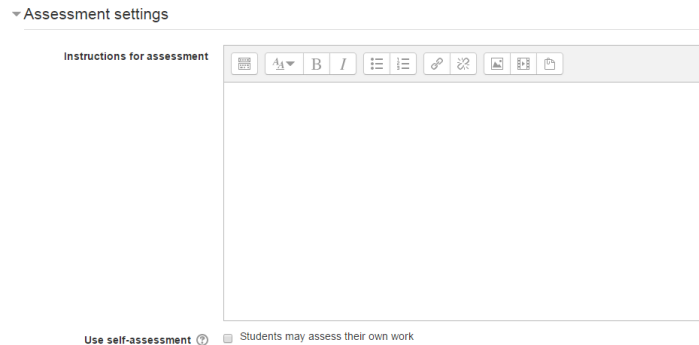 Assessment settings
Instructions for assessment
B I
Use self-assessment Students may assess their own work